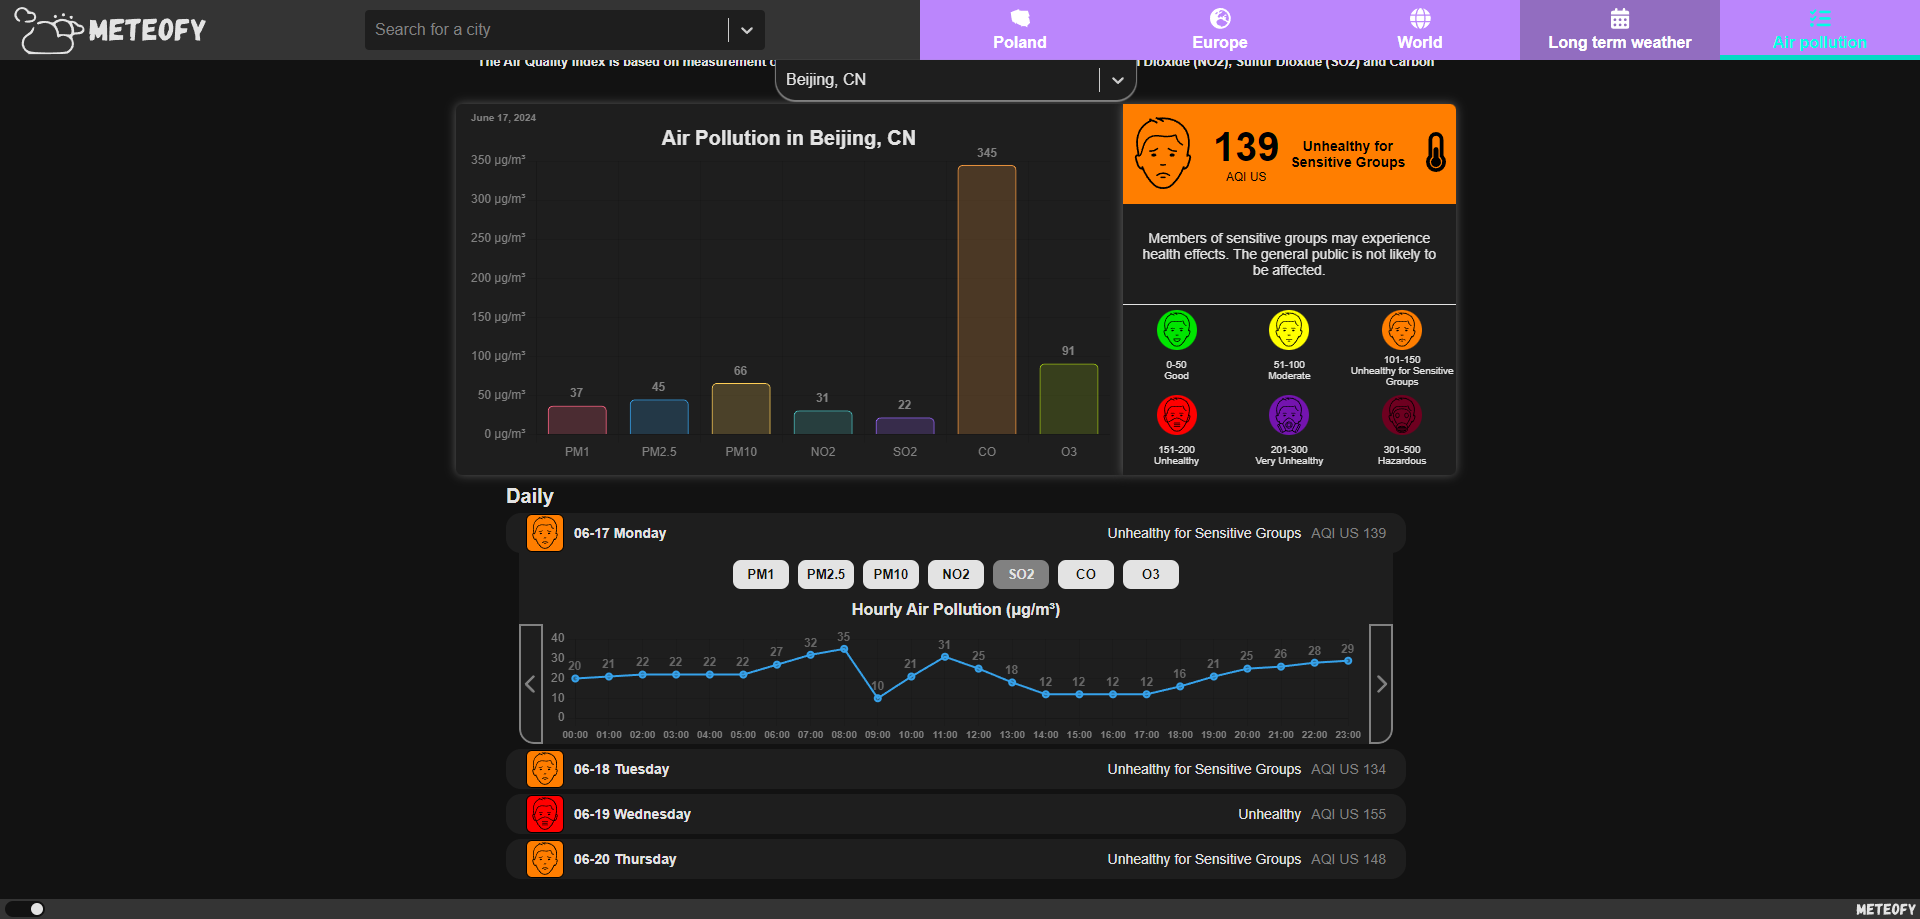 METEOFY
Search for a city
Poland
Europe
World
Long term weather
Air pollution
The Air Quality Index is based on measurement
Dioxide (NO2), Sulfur Dioxide (SO2) and Carbon
Beijing, CN
June 17, 2024
Air Pollution in Beijing, CN
350 µg/m³
300 µg/m³
250 µg/m³
200 µg/m³
150 µg/m³
100 µg/m³
50 µg/m³
0 µg/m³
37
45
66
31
22
345
91
PM1
PM2.5
PM10
NO2
SO2
CO
O3
139
AQI US
Unhealthy for
Sensitive Groups
Members of sensitive groups may experience
health effects. The general public is not likely to
be affected.
0-50
Good
51-100
Moderate
101-150
Unhealthy for Sensitive
Groups
151-200
Unhealthy
201-300
Very Unhealthy
301-500
Hazardous
Daily
06-17 Monday
Unhealthy for Sensitive Groups AQI US 139
PM1 PM2.5 PM10 NO2 SO2 CO O3
Hourly Air Pollution (µg/m³)
40
30
20
10
0
20 21 22 22 22 22 27 32 35 10 21 31 25 18 12 12 12 12 16 21 25 26 28 29
00:00 01:00 02:00 03:00 04:00 05:00 06:00 07:00 08:00 09:00 10:00 11:00 12:00 13:00 14:00 15:00 16:00 17:00 18:00 19:00 20:00 21:00 22:00 23:00
06-18 Tuesday
Unhealthy for Sensitive Groups AQI US 134
06-19 Wednesday
Unhealthy AQI US 155
06-20 Thursday
Unhealthy for Sensitive Groups AQI US 148
METEOFY